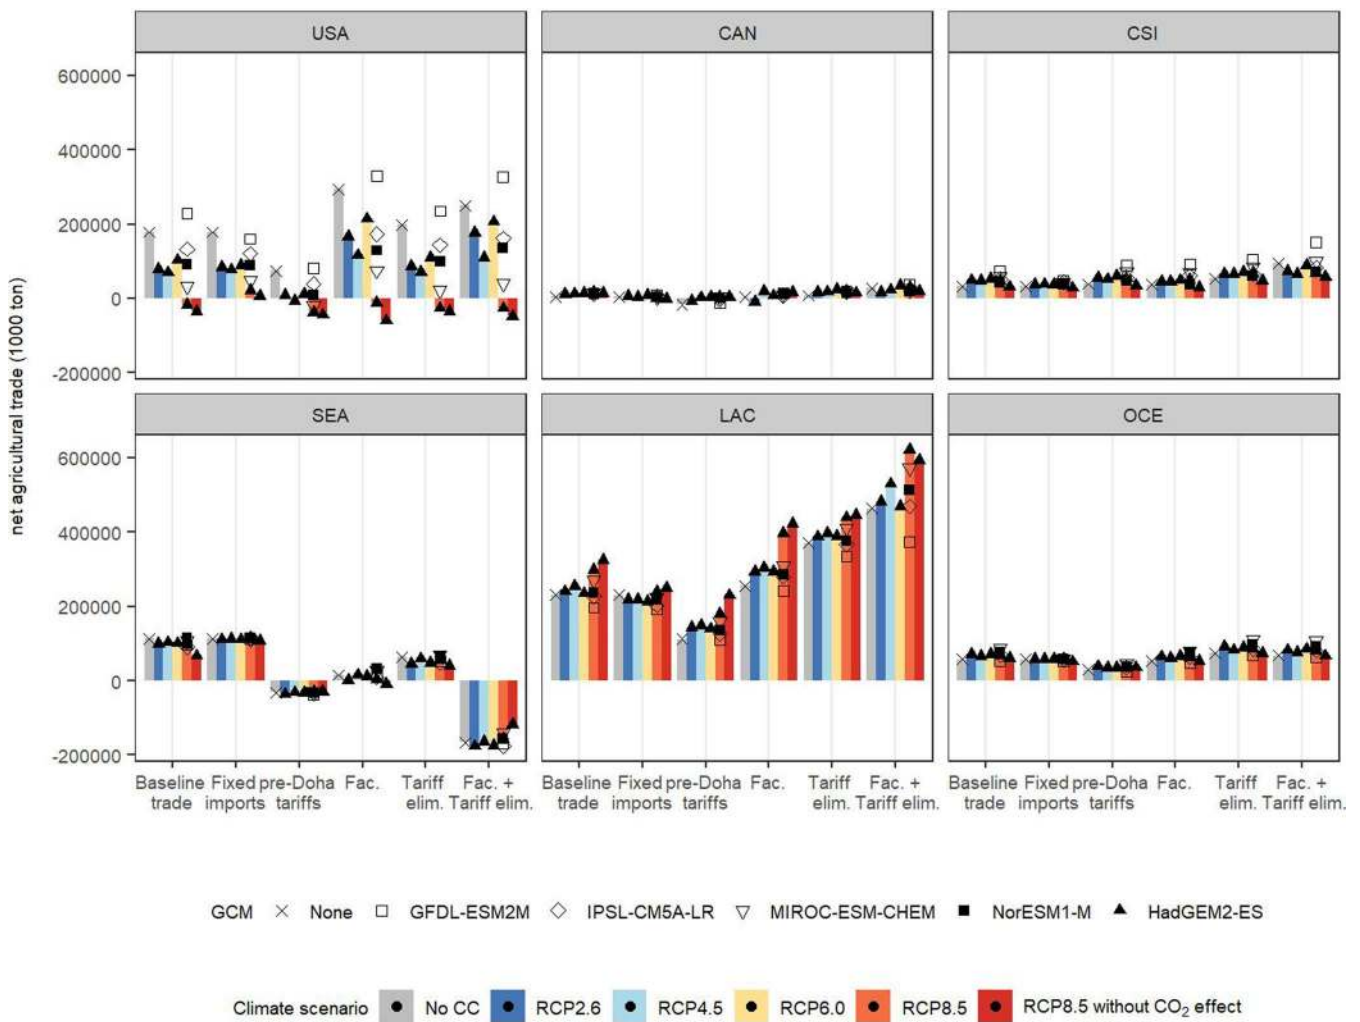 USA
CAN
CSI
600000
400000
200000
0
-200000
net agricultural trade (1000 ton)
SEA
LAC
OCE
600000
400000
200000
0
-200000
Baseline trade
Fixed imports
pre-Doha tariffs
Fac.
Tariff elim.
Fac. + Tariff elim.
Baseline trade
Fixed imports
pre-Doha tariffs
Fac.
Tariff elim.
Fac. + Tariff elim.
Baseline trade
Fixed imports
pre-Doha tariffs
Fac.
Tariff elim.
Fac. + Tariff elim.
GCM None GFDL-ESM2M IPSL-CM5A-LR MIROC-ESM-CHEM NorESM1-M HadGEM2-ES
Climate scenario No CC RCP2.6 RCP4.5 RCP6.0 RCP8.5 RCP8.5 without CO₂ effect